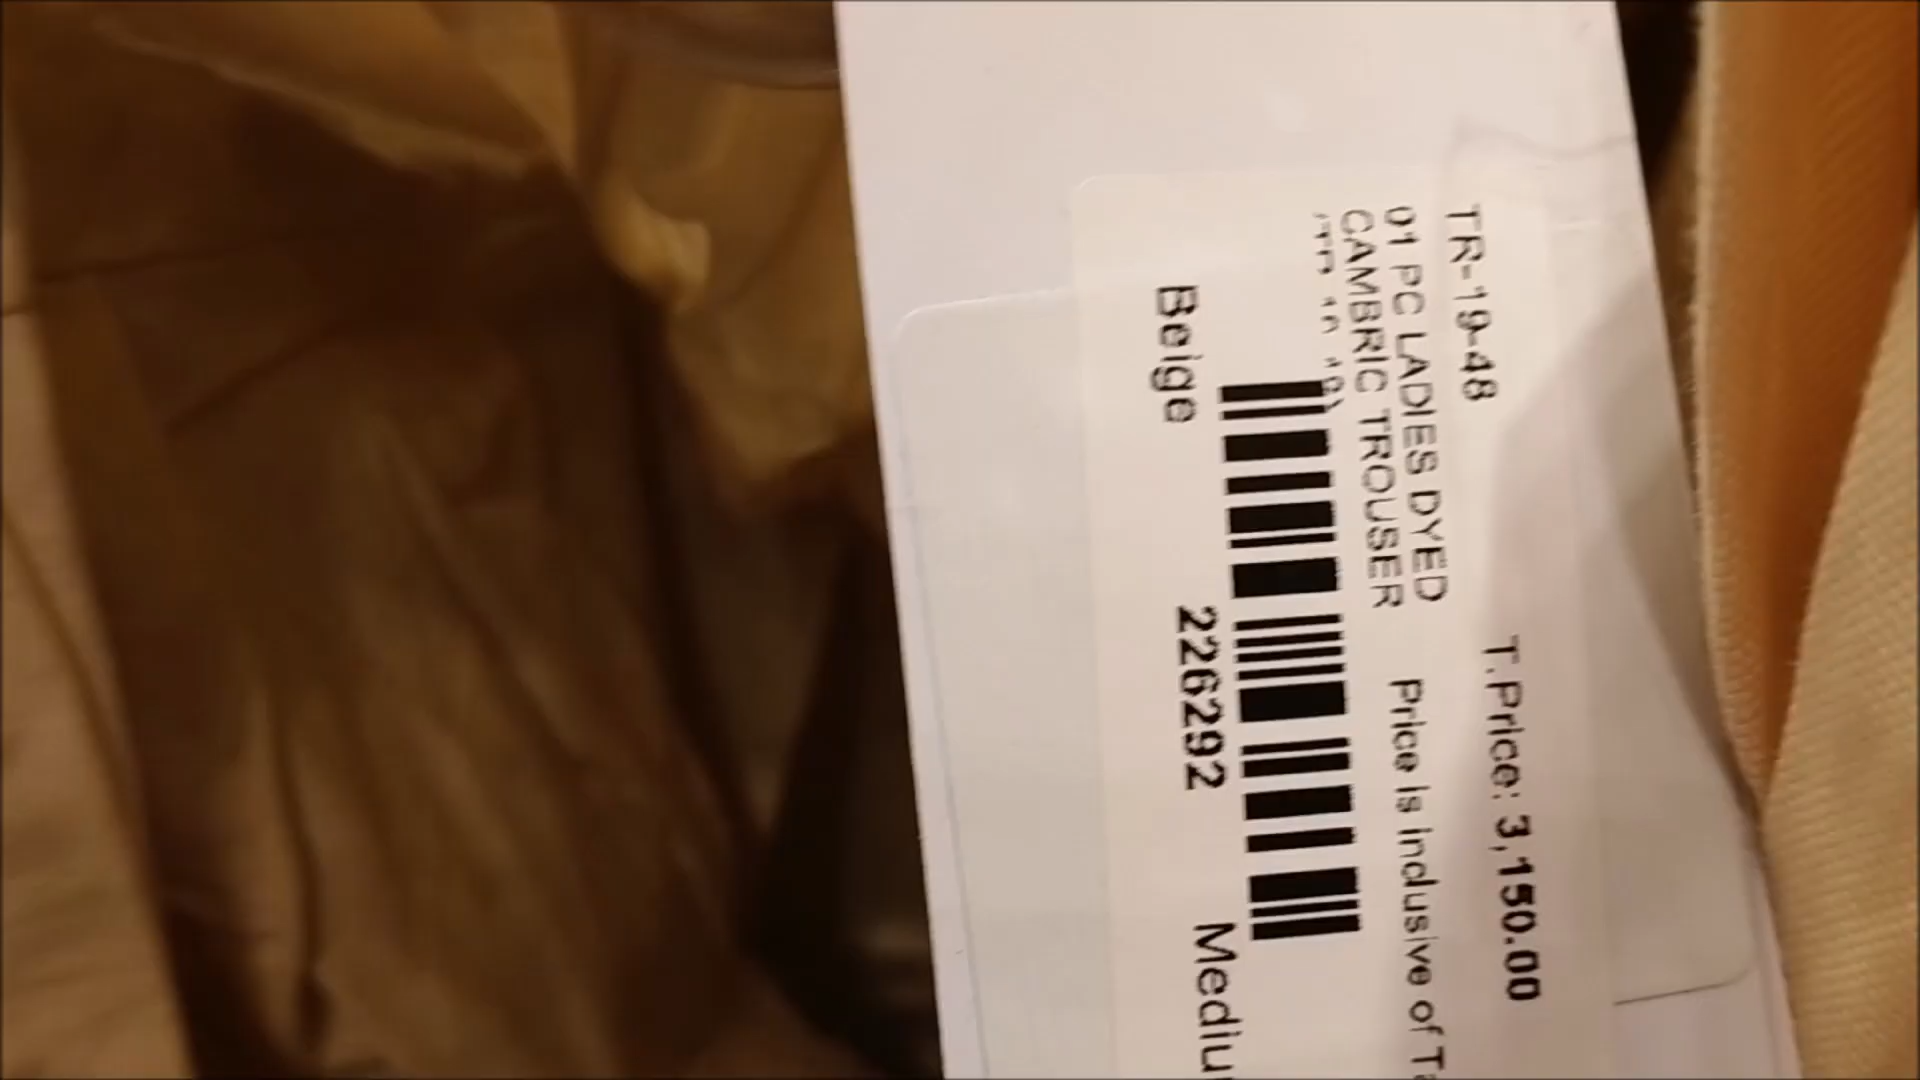 TR-19-48 T.Price: 3,150.00
01 PC LADIES DYED
CAMBRIC TROUSER Price is inclusive of
Beige 226292